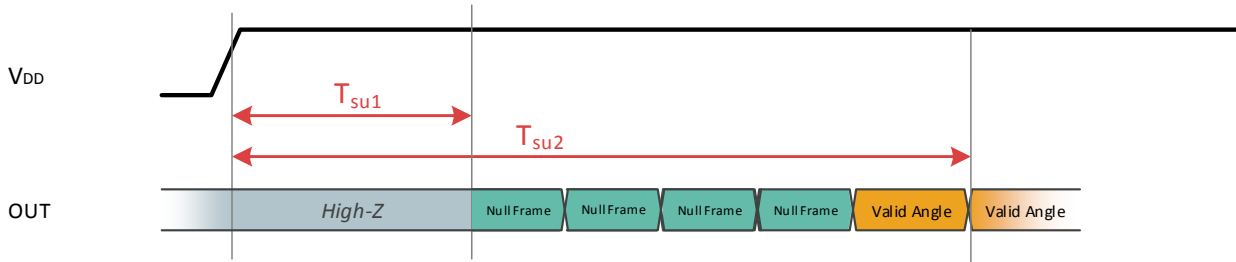 VDD
Tsu1
Tsu2
OUT
High-Z
Null Frame
Null Frame
Null Frame
Null Frame
Valid Angle
Valid Angle